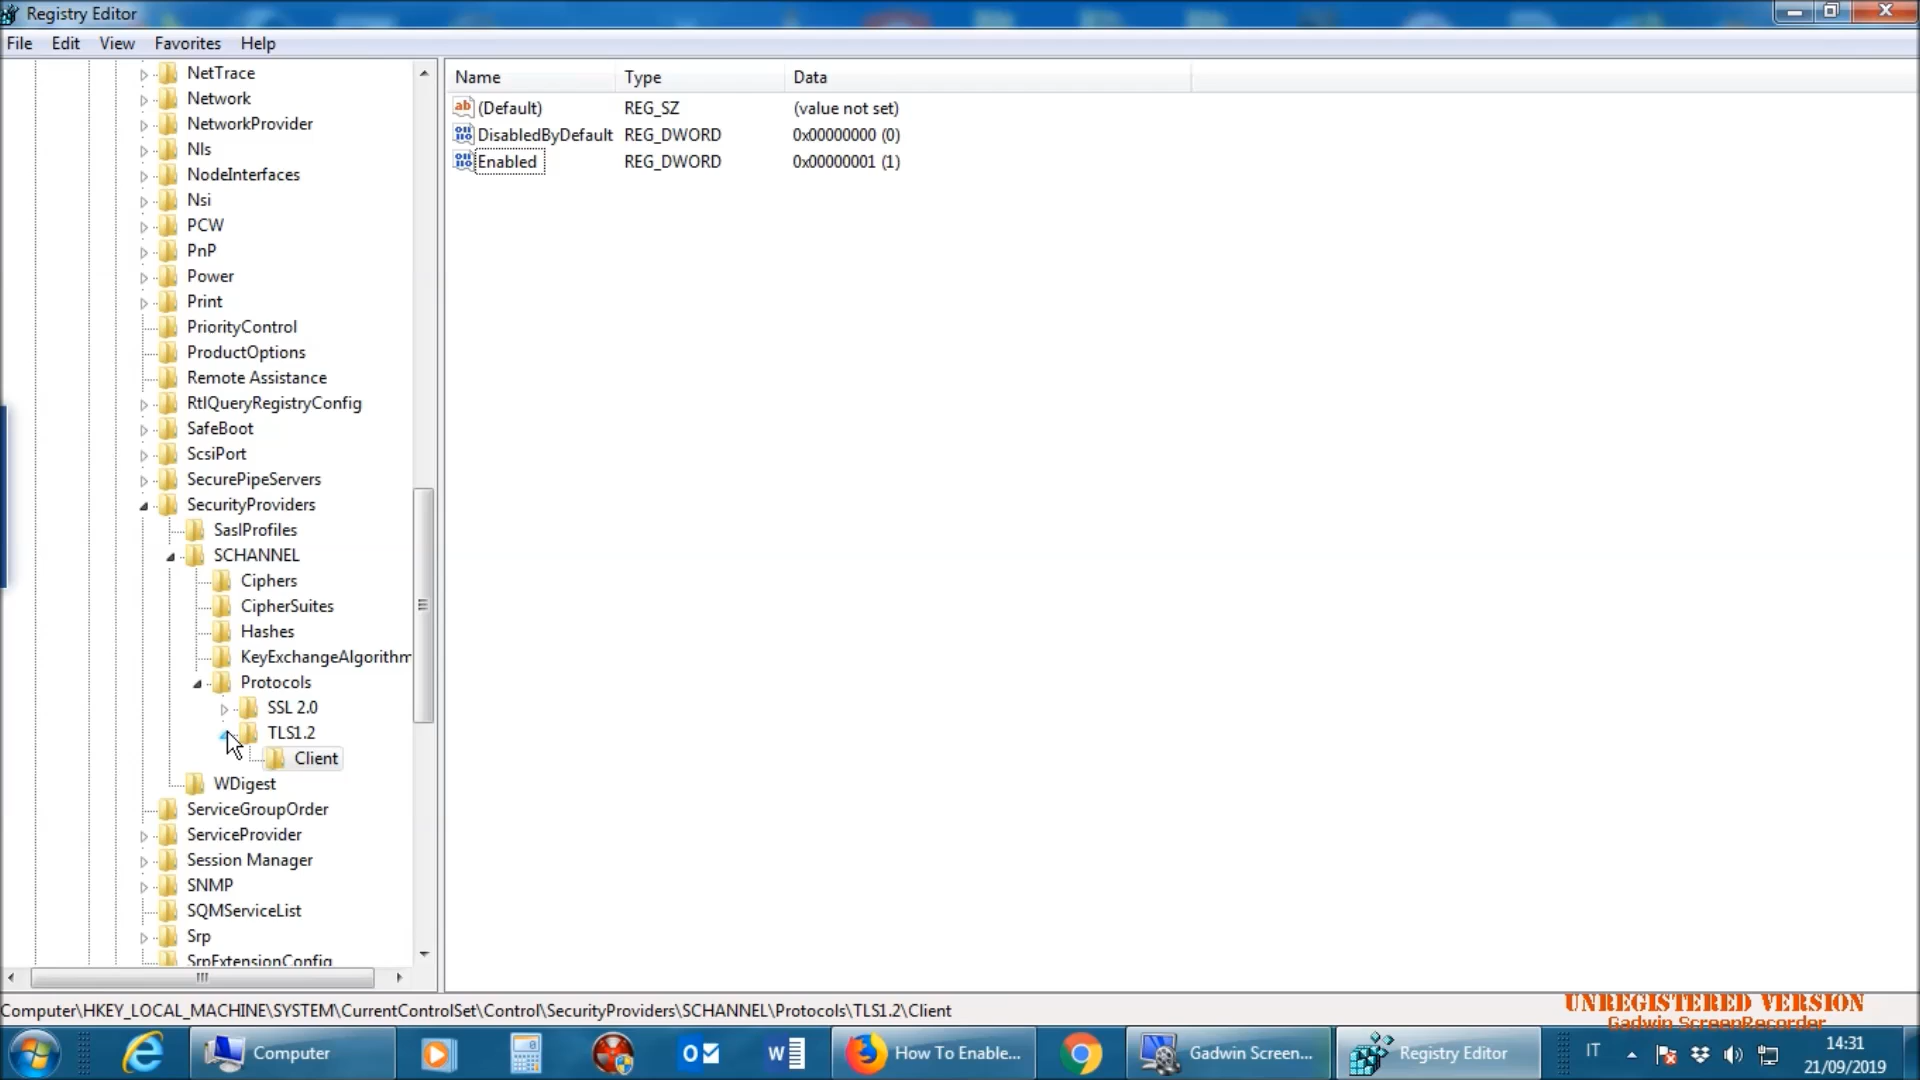 Registry Editor
File Edit View Favorites Help
NetTrace
Network
NetworkProvider
Nls
NodeInterfaces
Nsi
PCW
PnP
Power
Print
PriorityControl
ProductOptions
Remote Assistance
RtlQueryRegistryConfig
SafeBoot
ScsiPort
SecurePipeServers
SecurityProviders
SaslProfiles
SCHANNEL
Ciphers
CipherSuites
Hashes
KeyExchangeAlgorithm
Protocols
SSL 2.0
TLS1.2
Client
WDigest
ServiceGroupOrder
ServiceProvider
Session Manager
SNMP
SQMServiceList
Srp
SrpExtensionConfig
Name Type Data
(Default) REG_SZ (value not set)
DisabledByDefault REG_DWORD 0x00000000 (0)
Enabled REG_DWORD 0x00000001 (1)
Computer\HKEY_LOCAL_MACHINE\SYSTEM\CurrentControlSet\Control\SecurityProviders\SCHANNEL\Protocols\TLS1.2\Client
UNREGISTERED VERSION
Gadwin ScreenRecorder
Computer
How To Enable...
Gadwin Screen...
Registry Editor
IT
14:31
21/09/2019